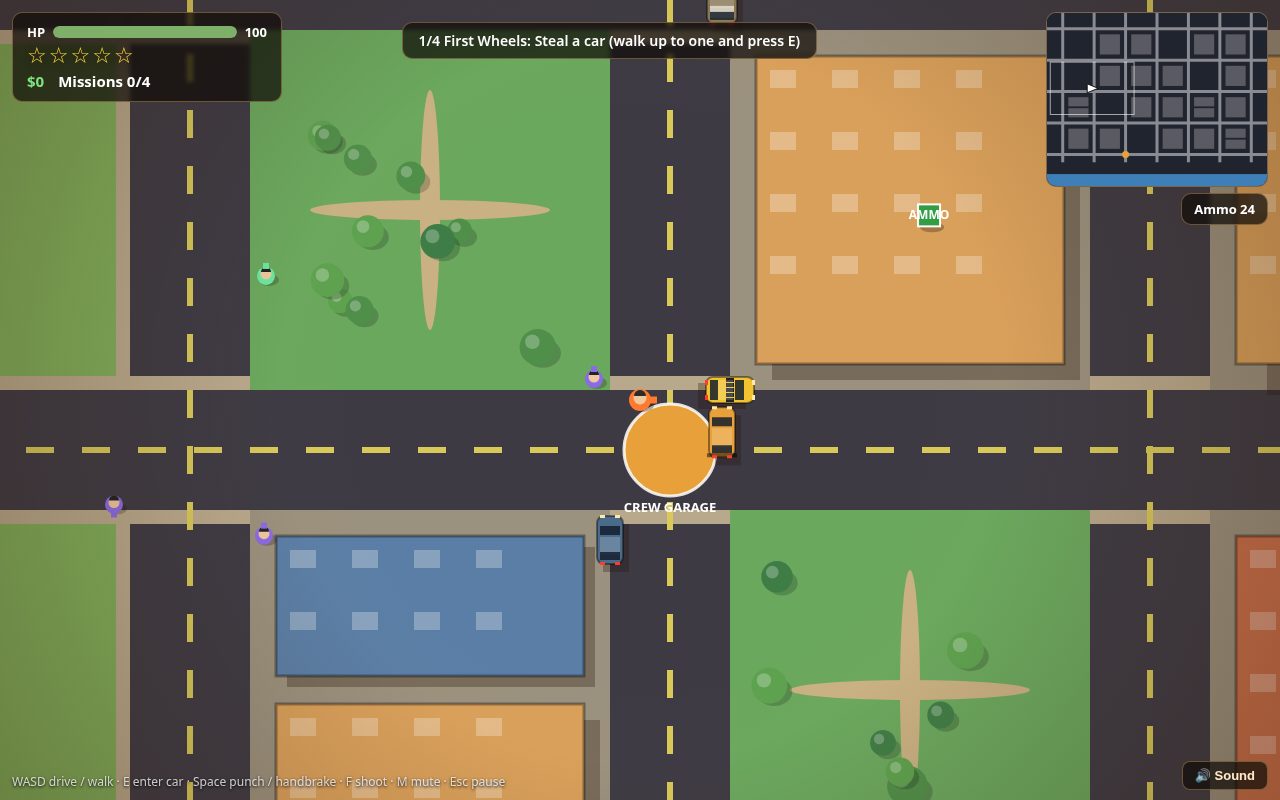 HP 100
☆☆☆☆☆
$0 Missions 0/4
1/4 First Wheels: Steal a car (walk up to one and press E)
Ammo 24
AMMO
CREW GARAGE
WASD drive / walk · E enter car · Space punch / handbrake · F shoot · M mute · Esc pause
🔊 Sound